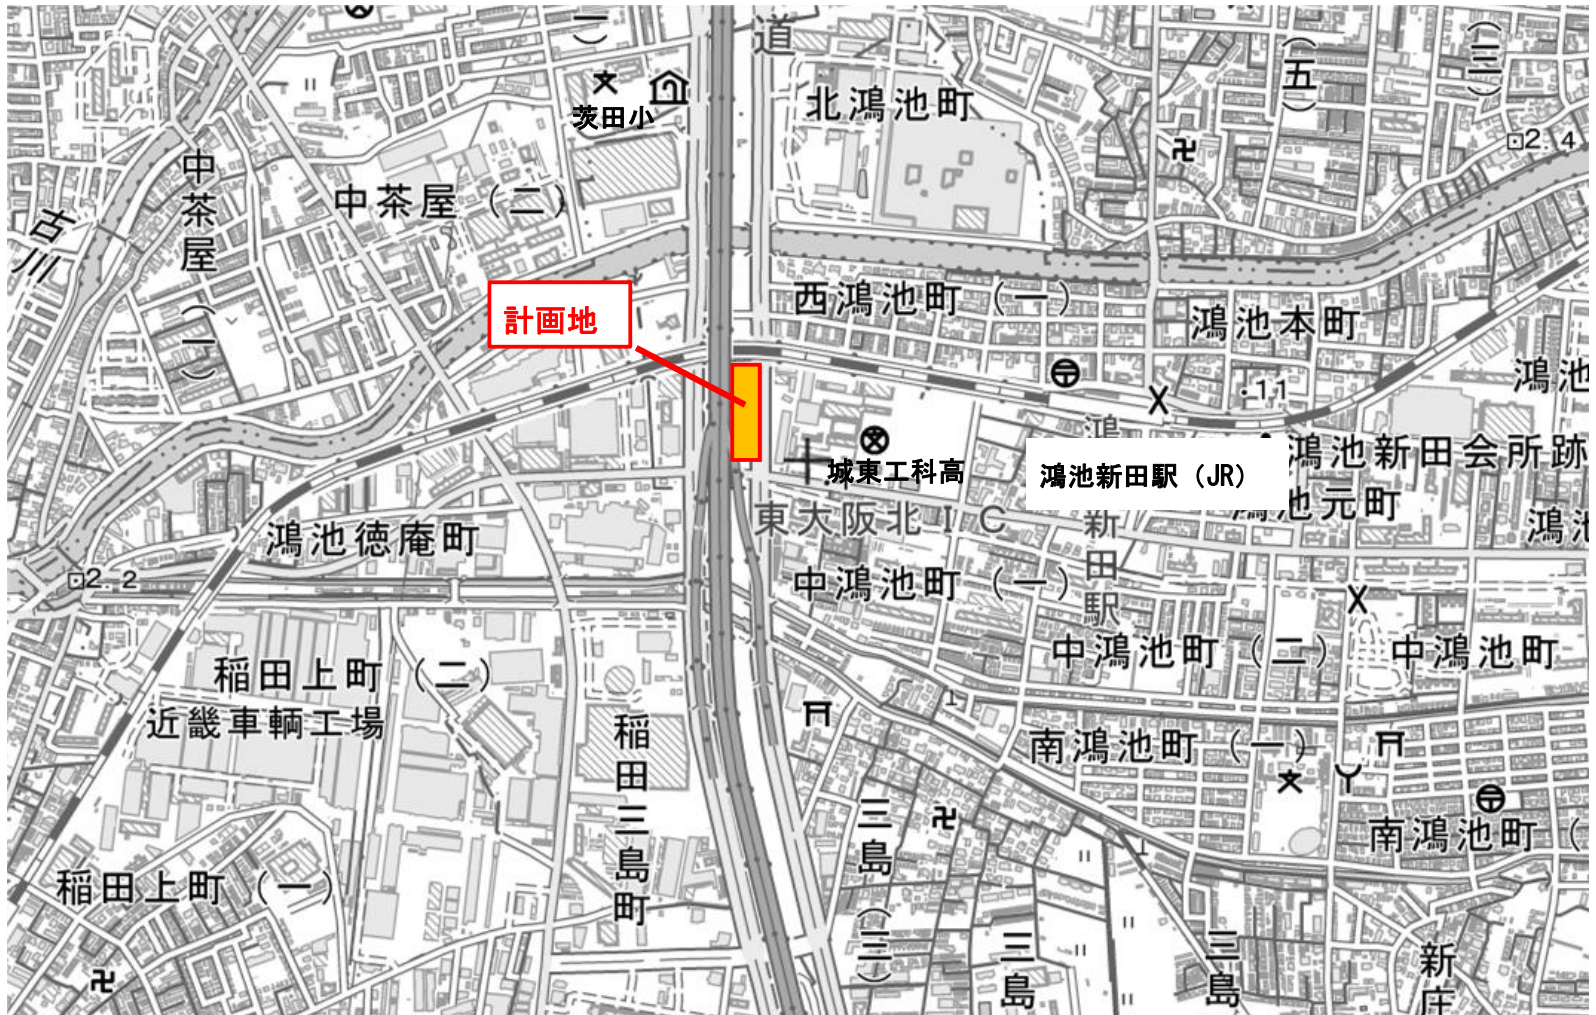 道
(一)
(五)
(三)
茨田小
北鴻池町
2.4
中茶屋(一)
中茶屋(二)
古川
計画地
西鴻池町(一)
鴻池本町
鴻池
・11
城東工科高
鴻池新田駅(JR)
鴻池新田会所跡
鴻池元町
鴻池
東大阪北IC
鴻
新田駅
鴻池徳庵町
2.2
中鴻池町(一)
中鴻池町(二)
中鴻池町
稲田上町(二)
近畿車輌工場
稲田三島町
南鴻池町(一)
南鴻池町(
三島(三)
稲田上町(一)
三島
三島
新庄